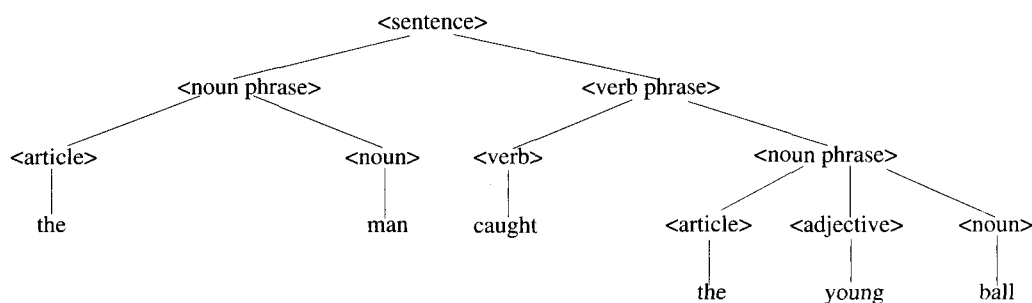 <sentence>
<noun phrase> <verb phrase>
<article> <noun> <verb> <noun phrase>
the man caught <article> <adjective> <noun>
the young ball